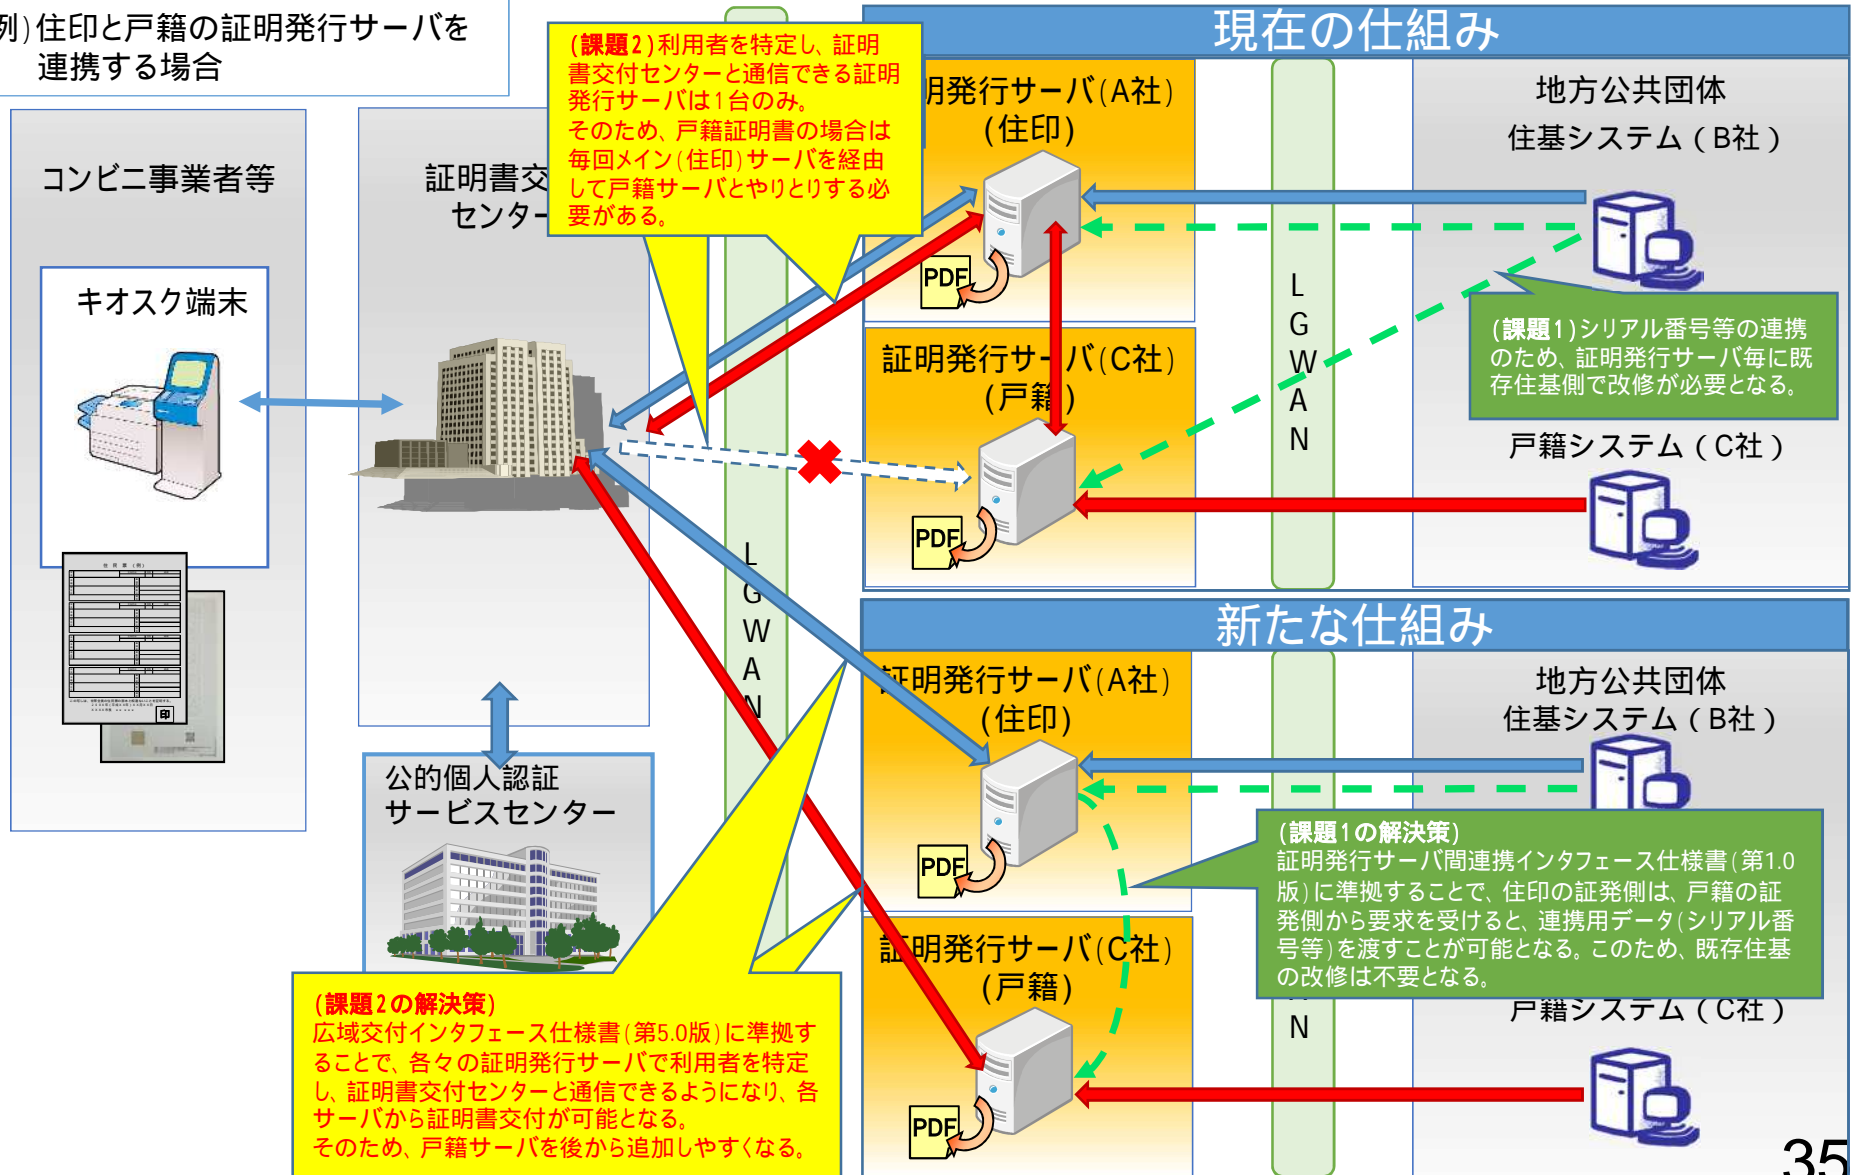 例)住印と戸籍の証明発行サーバを
連携する場合
コンビニ事業者等
キオスク端末
証明書交
センター
公的個人認証
サービスセンター
L
G
W
A
N
(課題2)利用者を特定し、証明
書交付センターと通信できる証明
発行サーバは1台のみ。
そのため、戸籍証明書の場合は
毎回メイン(住印)サーバを経由
して戸籍サーバとやりとりする必
要がある。
現在の仕組み
明発行サーバ(A社)
(住印)
PDF
証明発行サーバ(C社)
(戸籍)
PDF
L
G
W
A
N
地方公共団体
住基システム(B社)
(課題1)シリアル番号等の連携
のため、証明発行サーバ毎に既
存住基側で改修が必要となる。
戸籍システム(C社)
新たな仕組み
証明発行サーバ(A社)
(住印)
PDF
証明発行サーバ(C社)
(戸籍)
PDF
N
地方公共団体
住基システム(B社)
(課題1の解決策)
証明発行サーバ間連携インタフェース仕様書(第1.0
版)に準拠することで、住印の証発側は、戸籍の証
発側から要求を受けると、連携用データ(シリアル番
号等)を渡すことが可能となる。このため、既存住基
の改修は不要となる。
戸籍システム(C社)
(課題2の解決策)
広域交付インタフェース仕様書(第5.0版)に準拠す
ることで、各々の証明発行サーバで利用者を特定
し、証明書交付センターと通信できるようになり、各
サーバから証明書交付が可能となる。
そのため、戸籍サーバを後から追加しやすくなる。
住 民 票 (例)
印
35